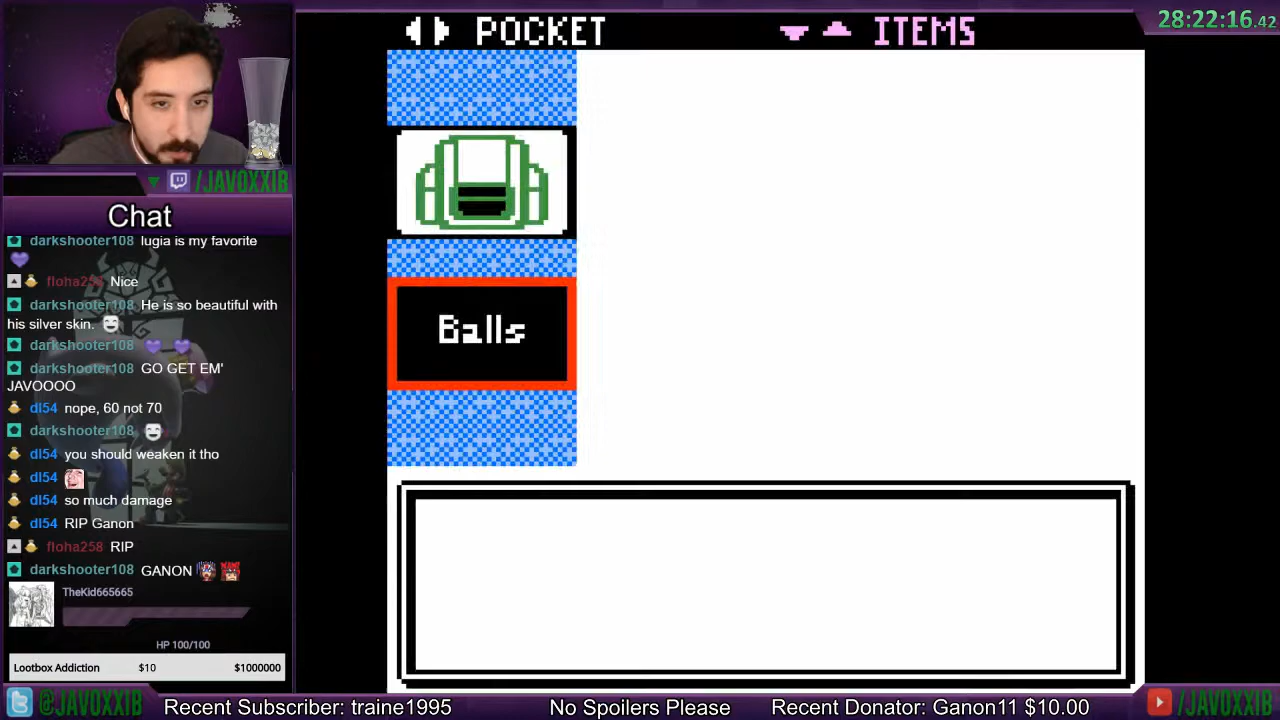 POCKET
ITEMS
28:22:16.42
/JAVOXXIB
Chat
darkshooter108 lugia is my favorite
floha258 Nice
darkshooter108 He is so beautiful with
his silver skin.
darkshooter108
darkshooter108 GO GET EM'
JAVOOOO
dl54 nope, 60 not 70
darkshooter108
dl54 you should weaken it tho
dl54
dl54 so much damage
dl54 RIP Ganon
floha258 RIP
darkshooter108 GANON
TheKid665665
HP 100/100
Lootbox Addiction $10 $1000000
Balls
@JAVOXXIB
Recent Subscriber: traine1995
No Spoilers Please
Recent Donator: Ganon11 $10.00
/JAVOXXIB